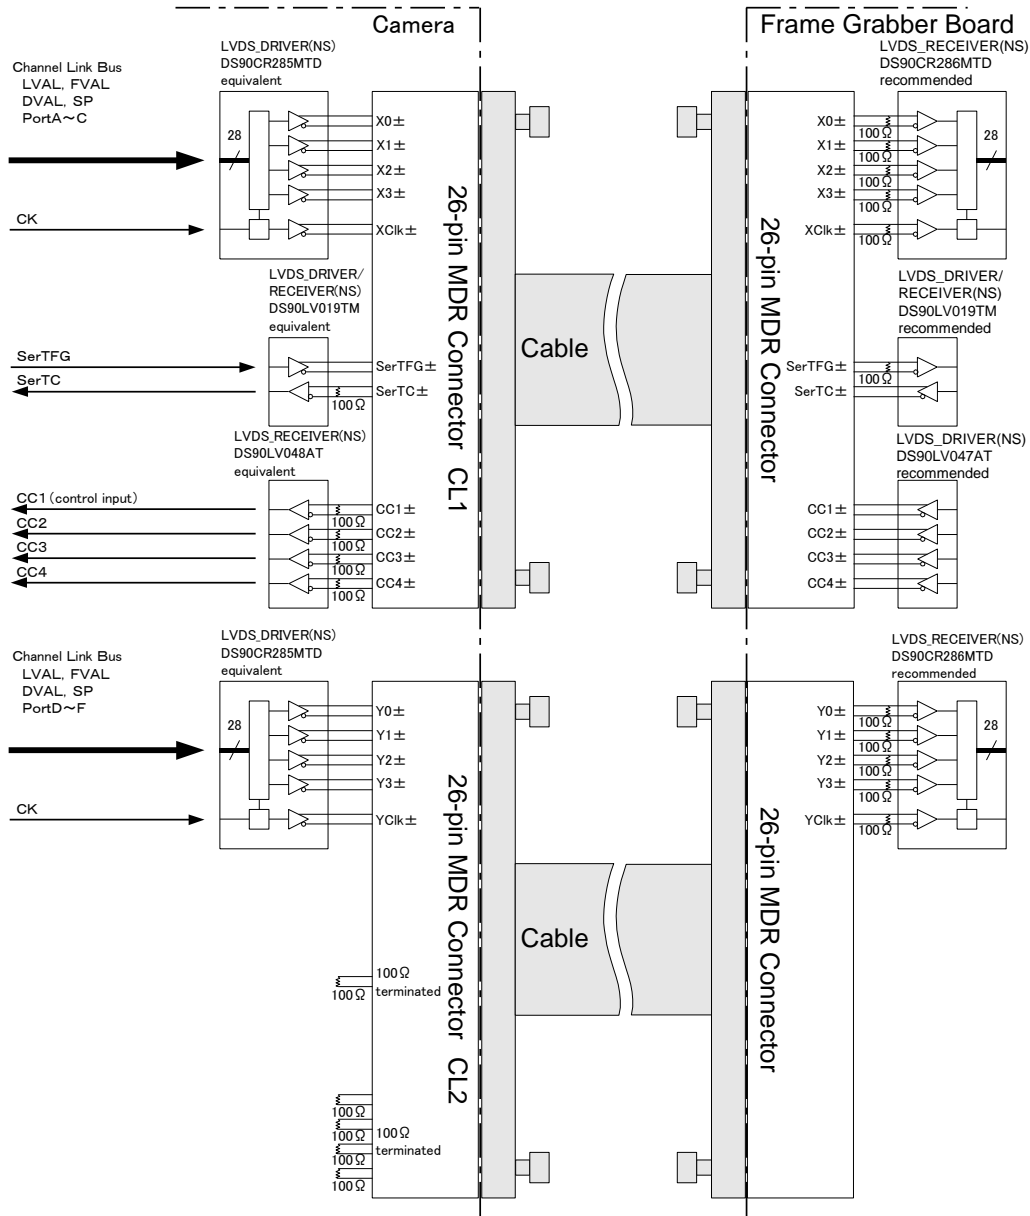 Camera
Frame Grabber Board
LVDS_DRIVER(NS)
DS90CR285MTD
equivalent
Channel Link Bus
LVAL, FVAL
DVAL, SP
PortA~C
28
CK
X0±
X1±
X2±
X3±
XClk±
LVDS_DRIVER/
RECEIVER(NS)
DS90LV019TM
equivalent
SerTFG
SerTC
SerTFG±
SerTC±
100Ω
LVDS_RECEIVER(NS)
DS90LV048AT
equivalent
CC1 (control input)
CC2
CC3
CC4
CC1±
100Ω
CC2±
100Ω
CC3±
100Ω
CC4±
100Ω
26-pin MDR Connector CL1
Cable
26-pin MDR Connector
LVDS_RECEIVER(NS)
DS90CR286MTD
recommended
X0±
100Ω
X1±
100Ω
X2±
100Ω
X3±
100Ω
XClk±
100Ω
28
LVDS_DRIVER/
RECEIVER(NS)
DS90LV019TM
recommended
SerTFG±
100Ω
SerTC±
LVDS_DRIVER(NS)
DS90LV047AT
recommended
CC1±
CC2±
CC3±
CC4±
LVDS_DRIVER(NS)
DS90CR285MTD
equivalent
Channel Link Bus
LVAL, FVAL
DVAL, SP
PortD~F
28
CK
Y0±
Y1±
Y2±
Y3±
YClk±
100Ω
terminated
100Ω
100Ω
100Ω
100Ω
100Ω
100Ω
terminated
26-pin MDR Connector CL2
Cable
26-pin MDR Connector
LVDS_RECEIVER(NS)
DS90CR286MTD
recommended
Y0±
100Ω
Y1±
100Ω
Y2±
100Ω
Y3±
100Ω
YClk±
100Ω
28